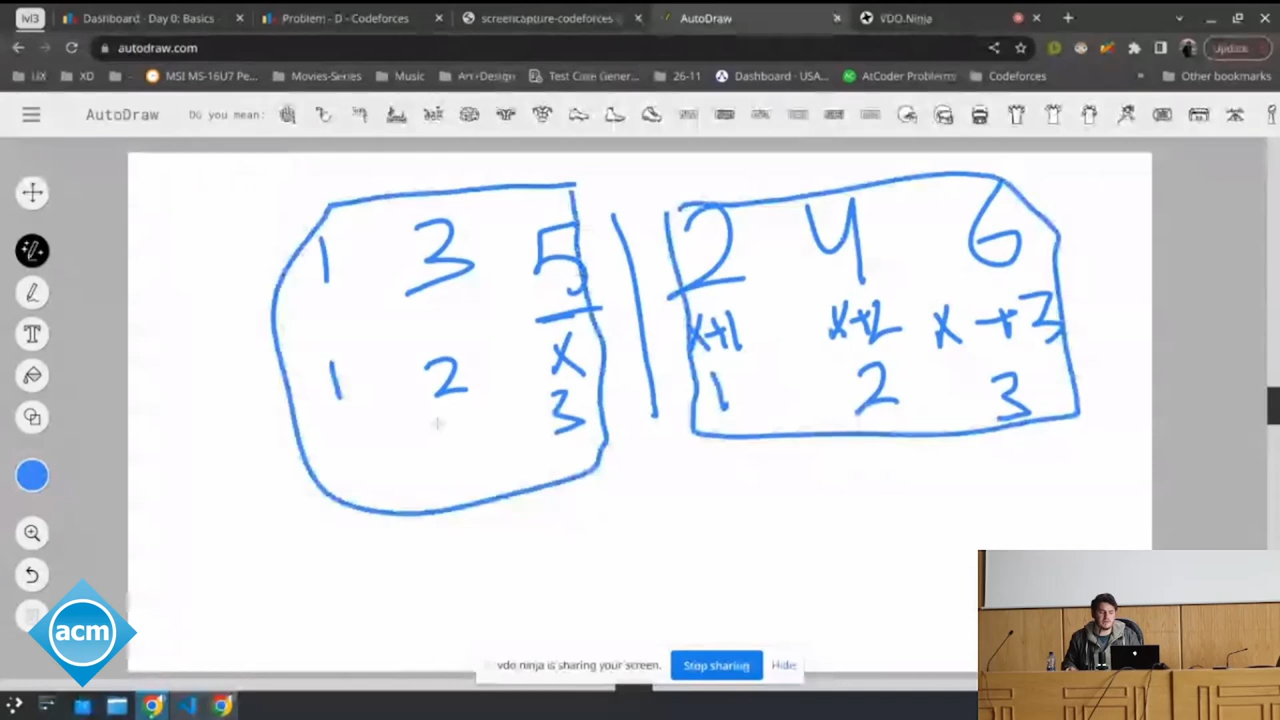 lvl3
Dashboard - Day 0: Basics
Problem - D - Codeforces
screencapture-codeforces
AutoDraw
VDO.Ninja
autodraw.com
Update
XD
MSI MS-16U7 Pe...
Movies-Series
Music
Art+Design
Test Case Gener...
26-11
Dashboard - USA...
AtCoder Problems
Codeforces
Other bookmarks
AutoDraw
Do you mean:
1 3 5 2 4 6
x x+1 x+2 x+3
1 2 3 1 2 3
acm
vdo.ninja is sharing your screen.
Stop sharing
Hide